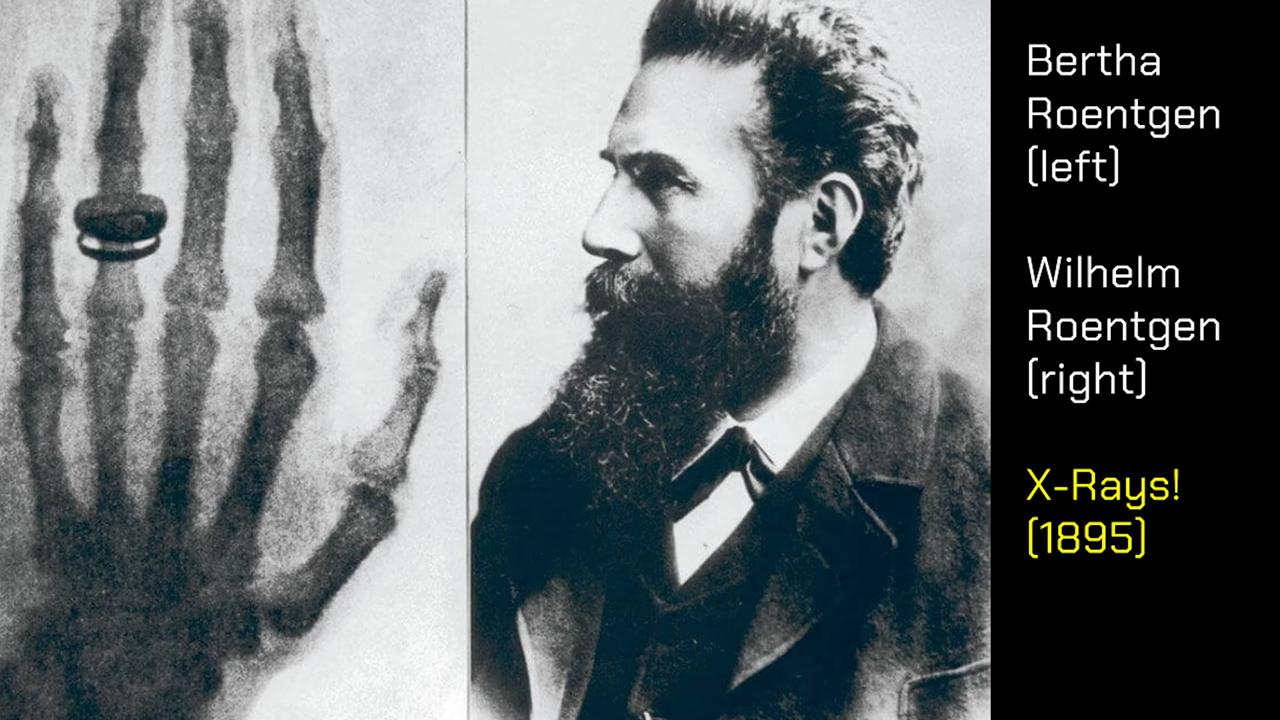 Bertha
Roentgen
(left)
Wilhelm
Roentgen
(right)
X-Rays!
(1895)